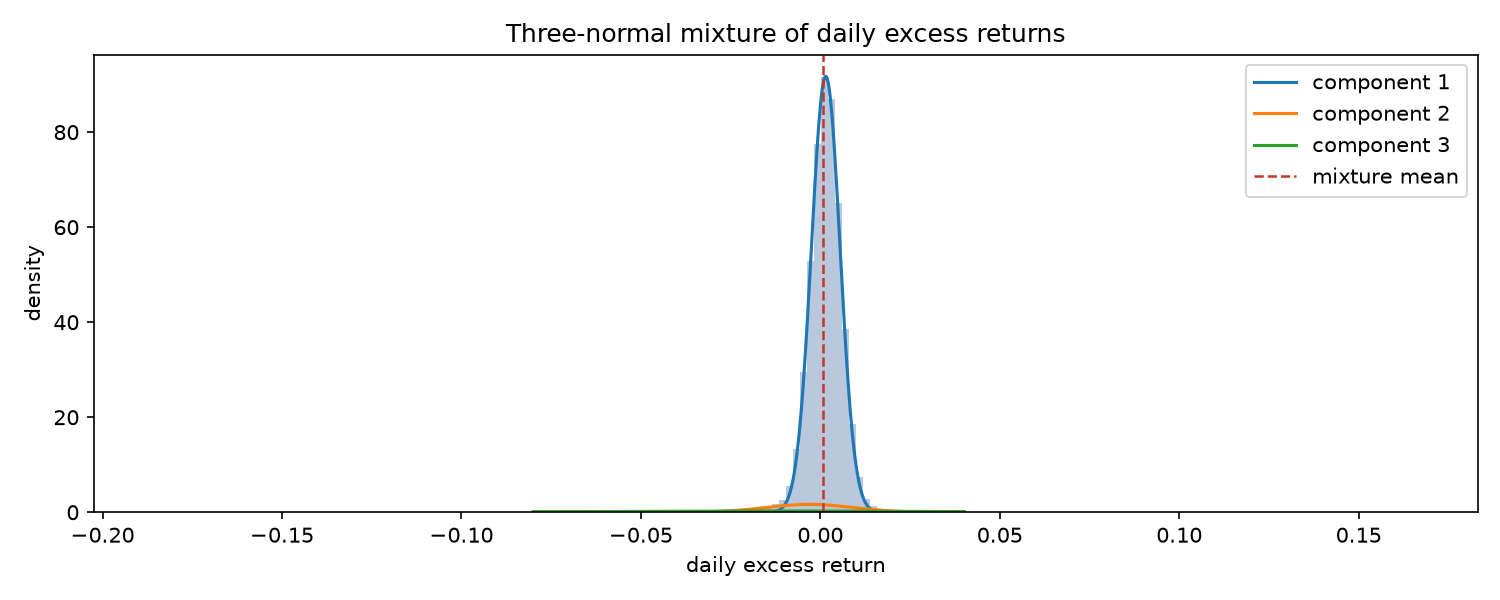 Three-normal mixture of daily excess returns
component 1
component 2
component 3
mixture mean
density
80
60
40
20
0
−0.20 −0.15 −0.10 −0.05 0.00 0.05 0.10 0.15
daily excess return